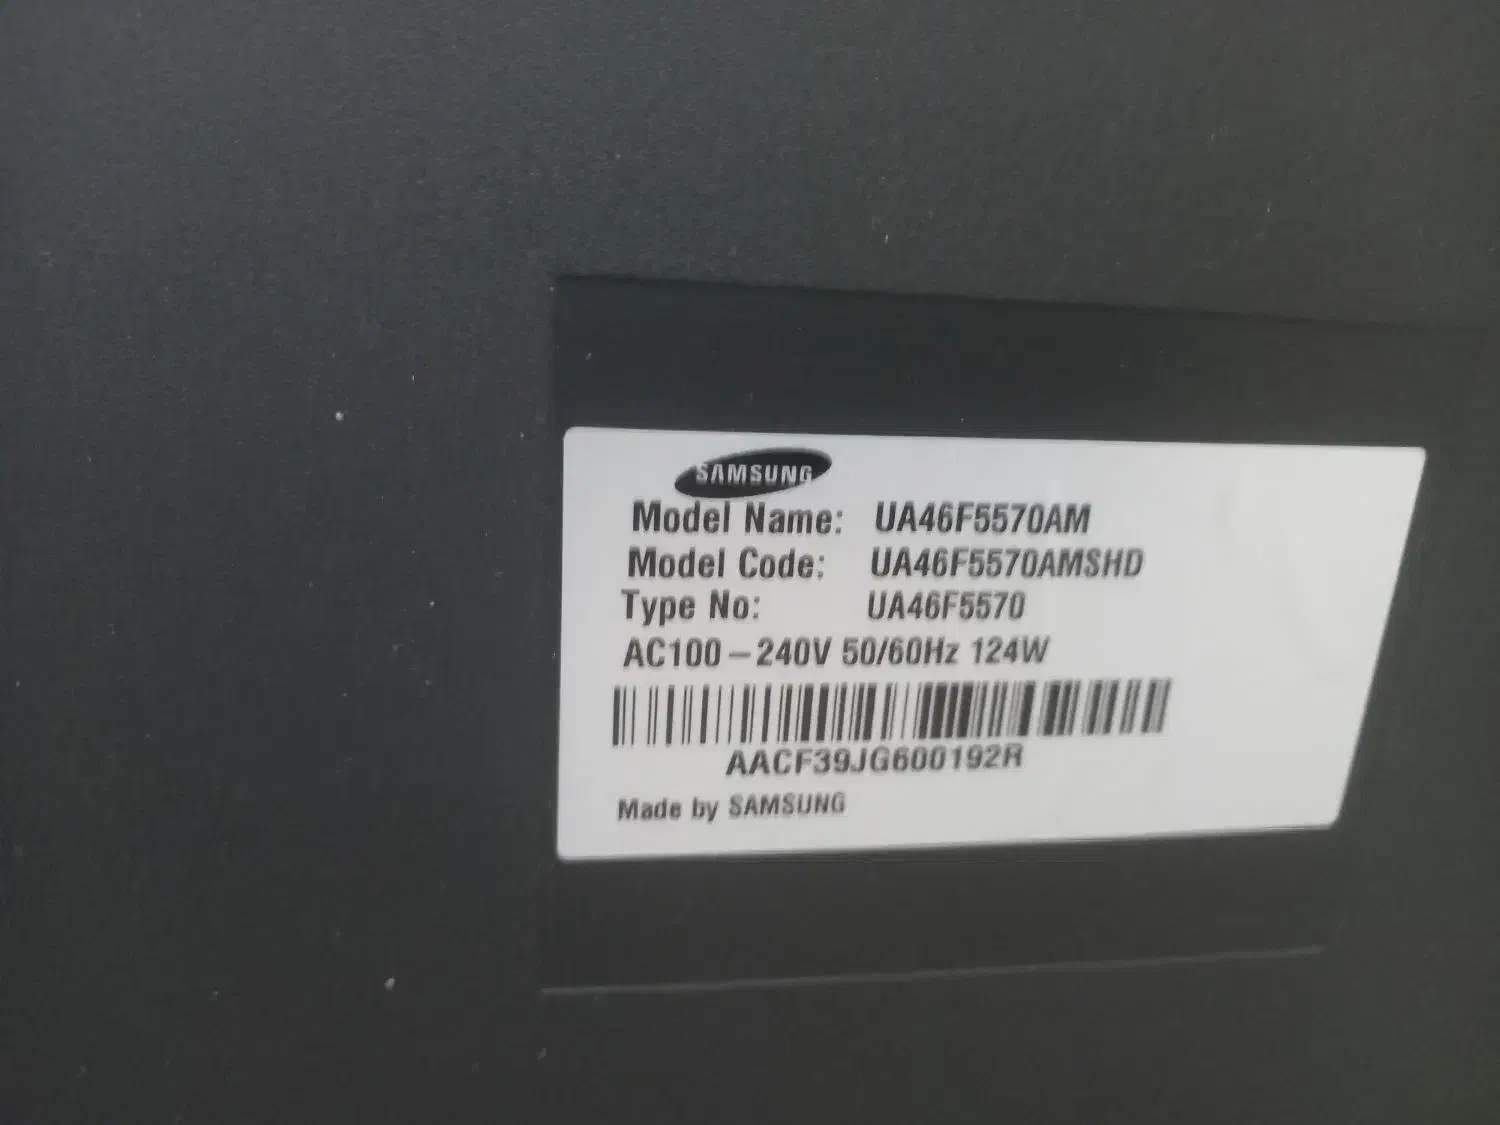 SAMSUNG
Model Name: UA46F5570AM
Model Code: UA46F5570AMSHD
Type No: UA46F5570
AC100-240V 50/60Hz 124W
AACF39JG600192R
Made by SAMSUNG